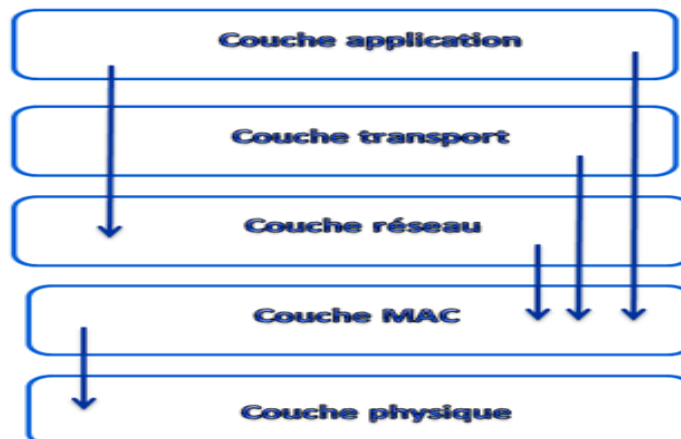 Couche application
Couche transport
Couche réseau
Couche MAC
Couche physique